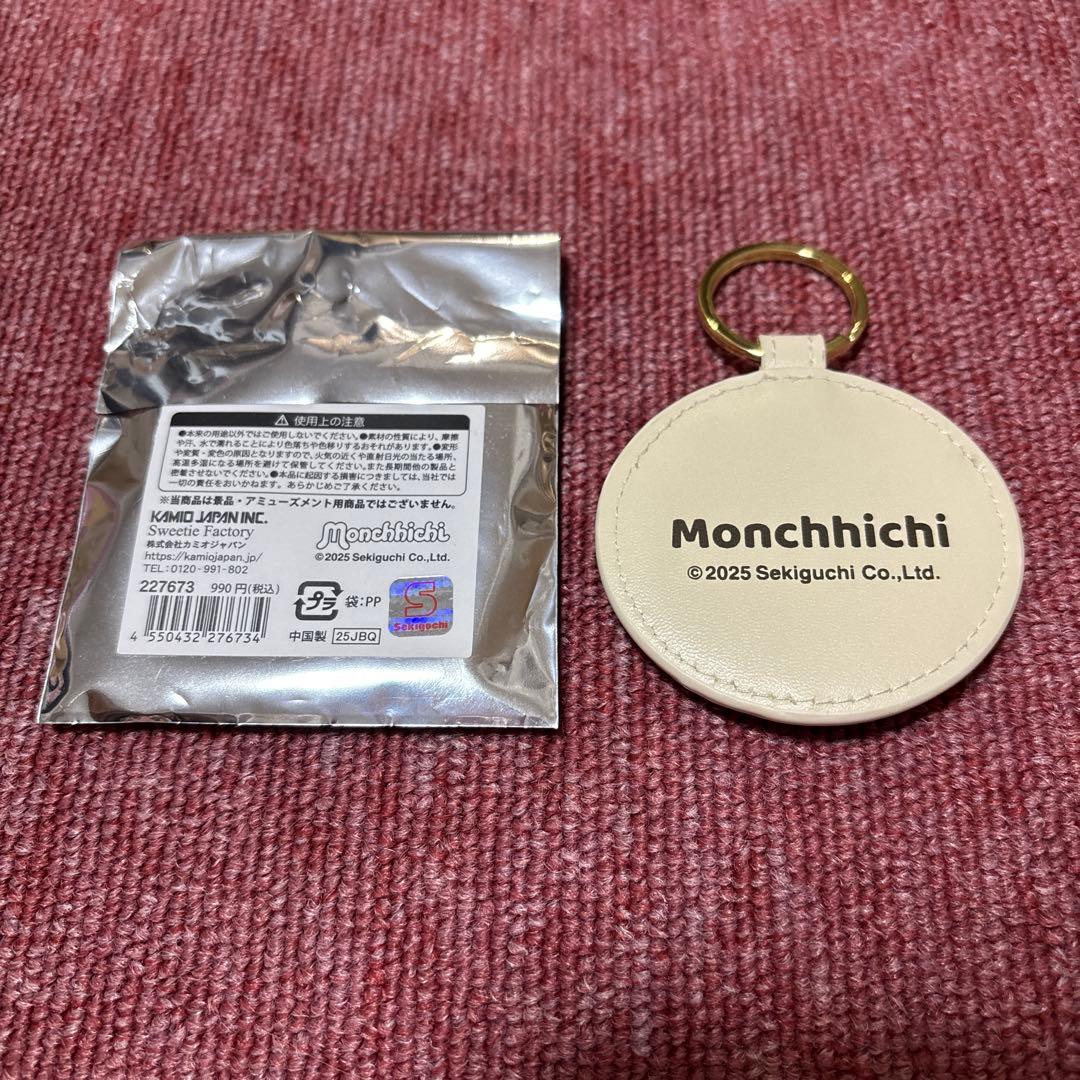 ⚠ 使用上の注意
●本来の用途以外ではご使用しないでください。●素材の性質により、摩擦
や汗、水で濡れることにより色落ちや色移りするおそれがあります。●変形
や変質・変色の原因となりますので、火気の近くや直射日光の当たる場所、
高温多湿になる場所を避けて保管してください。また長期間他の製品と
密着させないでください。●本品に起因する損害につきましては、当社では
一切の責任をおいかねます。あらかじめご了承ください。
※当商品は景品・アミューズメント用商品ではございません。
KAMIO JAPAN INC.
Sweetie Factory
株式会社カミオジャパン
https://kamiojapan.jp/
TEL:0120-991-802
Monchhichi
©2025 Sekiguchi Co.,Ltd.
227673 990円(税込)
4 550432 276734
プラ 袋:PP
中国製 25JBQ
S
Sekiguchi
Monchhichi
©2025 Sekiguchi Co.,Ltd.